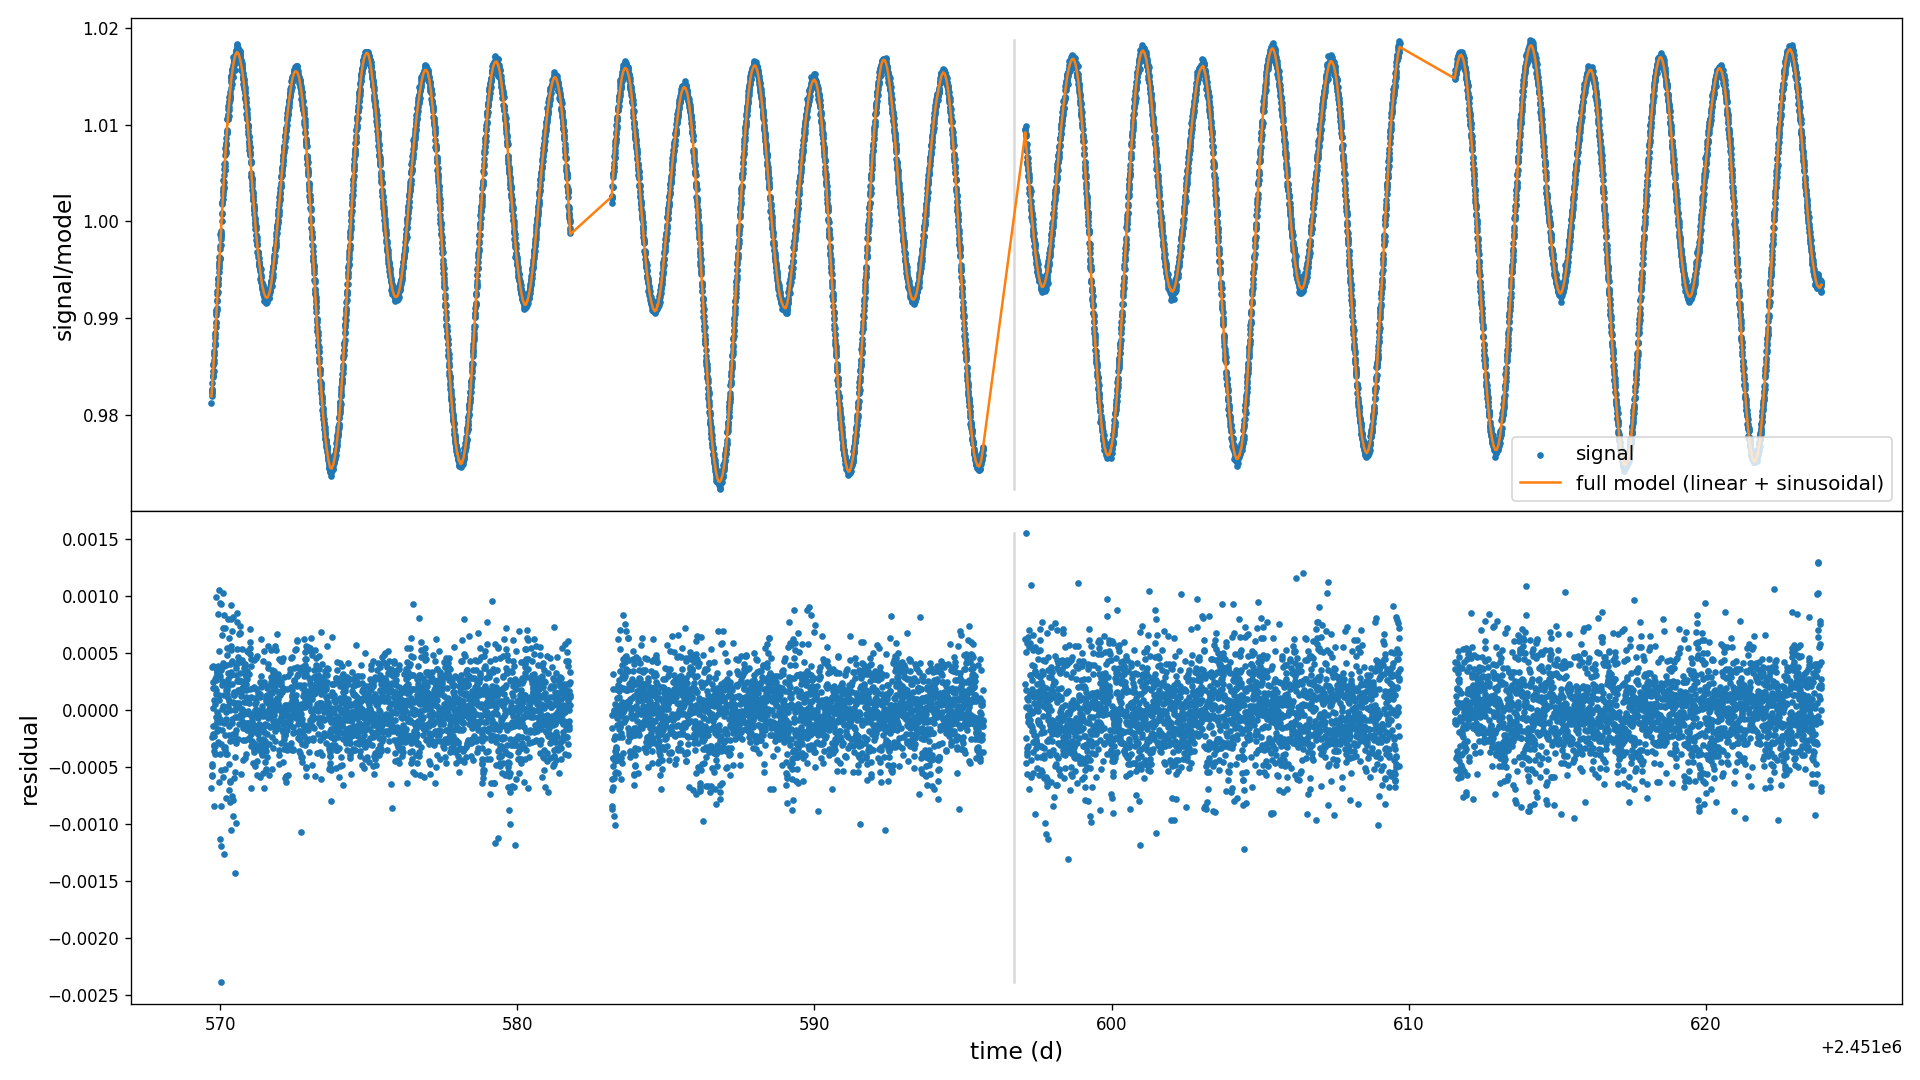 1.02
1.01
1.00
0.99
0.98
signal/model
signal
full model (linear + sinusoidal)
0.0015
0.0010
0.0005
0.0000
−0.0005
−0.0010
−0.0015
−0.0020
−0.0025
residual
570 580 590 600 610 620
+2.451e6
time (d)